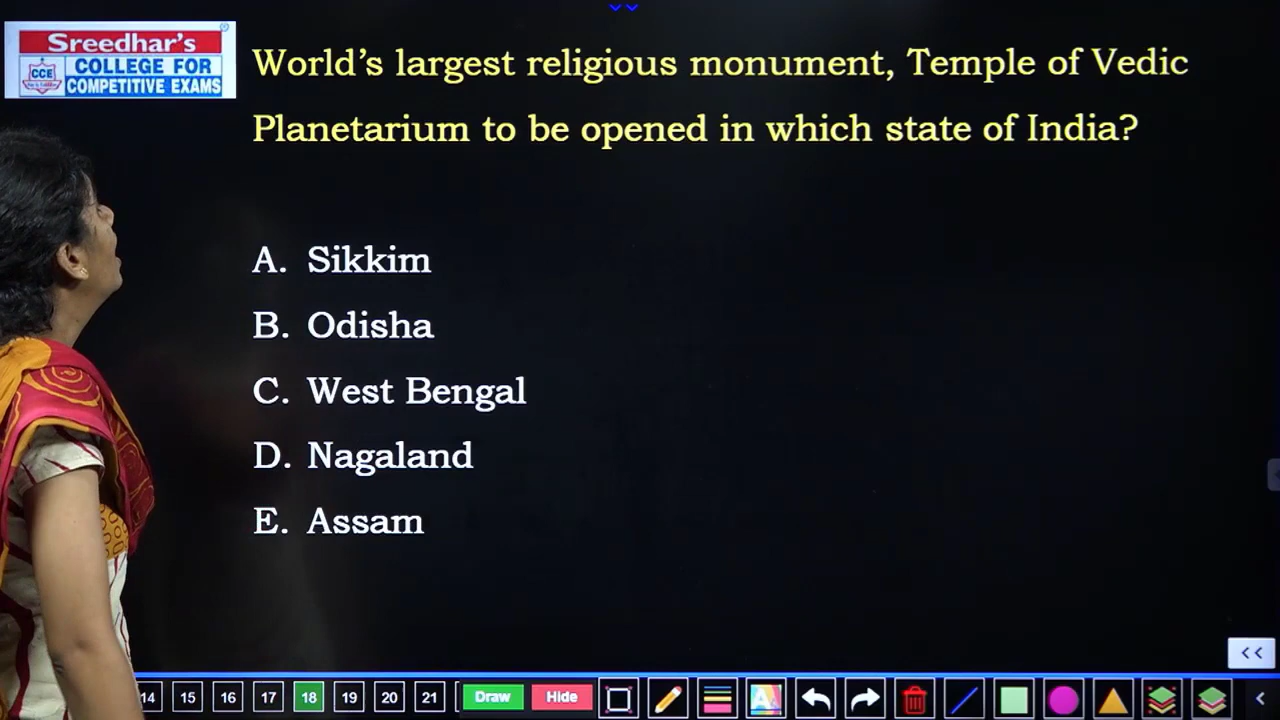 Sreedhar's
CCE
COLLEGE FOR
COMPETITIVE EXAMS
World's largest religious monument, Temple of Vedic
Planetarium to be opened in which state of India?
A. Sikkim
B. Odisha
C. West Bengal
D. Nagaland
E. Assam
14 15 16 17 18 19 20 21 Draw Hide